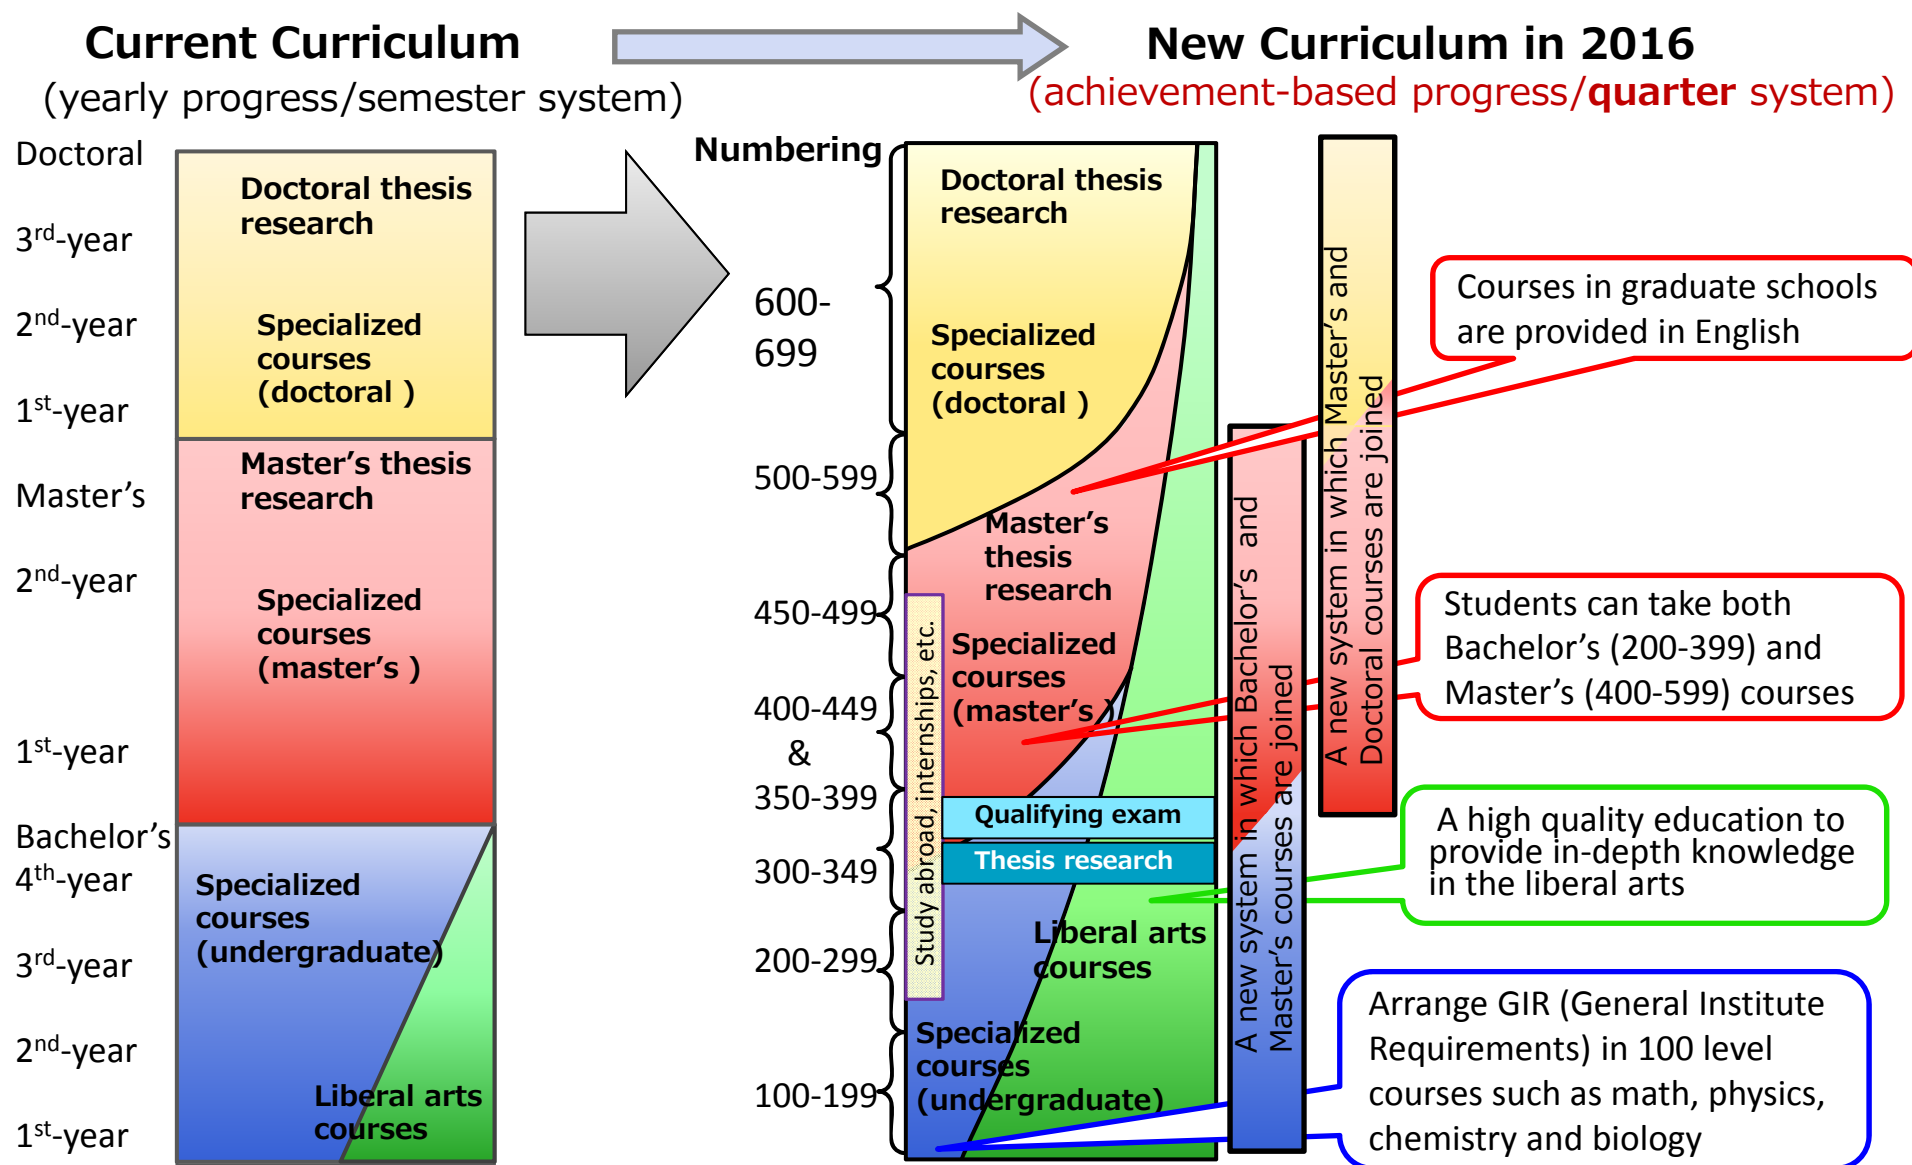 Current Curriculum
(yearly progress/semester system)
New Curriculum in 2016
(achievement-based progress/quarter system)
Doctoral
3rd-year
2nd-year
1st-year
Master's
2nd-year
1st-year
Bachelor's
4th-year
3rd-year
2nd-year
1st-year
Doctoral thesis
research
Specialized
courses
(doctoral )
Master's thesis
research
Specialized
courses
(master's )
Specialized
courses
(undergraduate)
Liberal arts
courses
Numbering
600-
699
500-599
450-499
400-449
&
350-399
300-349
200-299
100-199
Doctoral thesis
research
Specialized
courses
(doctoral )
Master's
thesis
research
Specialized
courses
(master's )
Study abroad, internships, etc.
Qualifying exam
Thesis research
Liberal arts
courses
Specialized
courses
(undergraduate)
A new system in which Bachelor's and
Master's courses are joined
A new system in which Master's and
Doctoral courses are joined
Courses in graduate schools
are provided in English
Students can take both
Bachelor's (200-399) and
Master's (400-599) courses
A high quality education to
provide in-depth knowledge
in the liberal arts
Arrange GIR (General Institute
Requirements) in 100 level
courses such as math, physics,
chemistry and biology